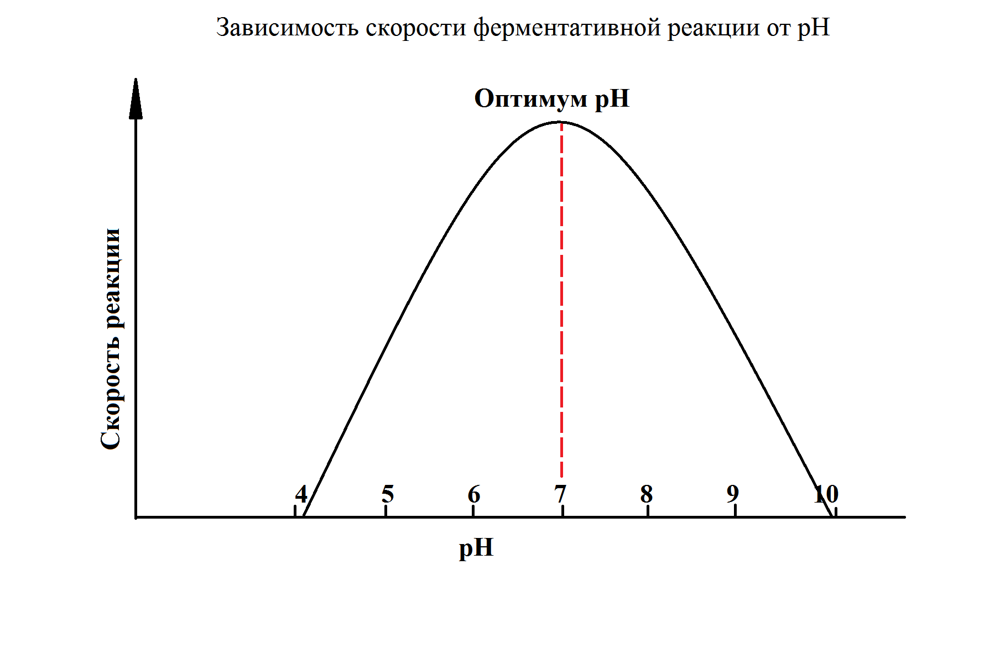 Зависимость скорости ферментативной реакции от pH
Оптимум pH
Скорость реакции
4 5 6 7 8 9 10
pH